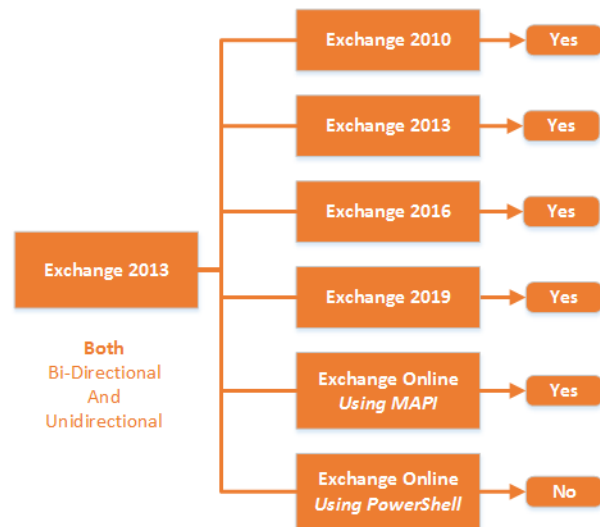 Exchange 2010
Yes
Exchange 2013
Yes
Exchange 2016
Yes
Exchange 2013
Exchange 2019
Yes
Both
Bi-Directional
And
Unidirectional
Exchange Online
Using MAPI
Yes
Exchange Online
Using PowerShell
No